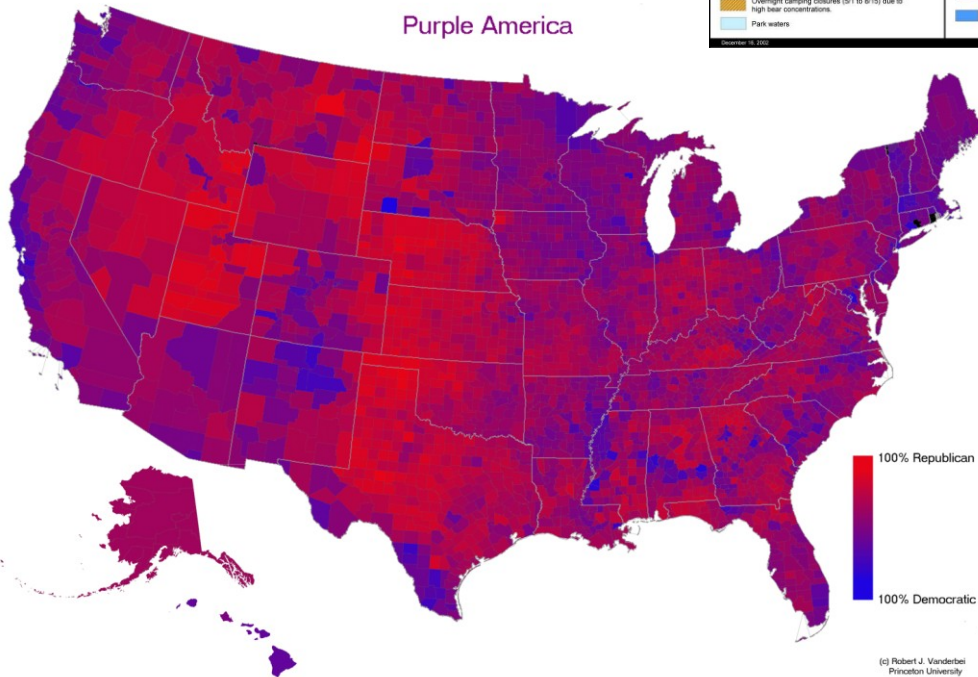 Overnight camping closures (5/1 to 8/15) due to
high bear concentrations.
Park waters
December 16, 2002
Purple America
100% Republican
100% Democratic
(c) Robert J. Vanderbei
Princeton University